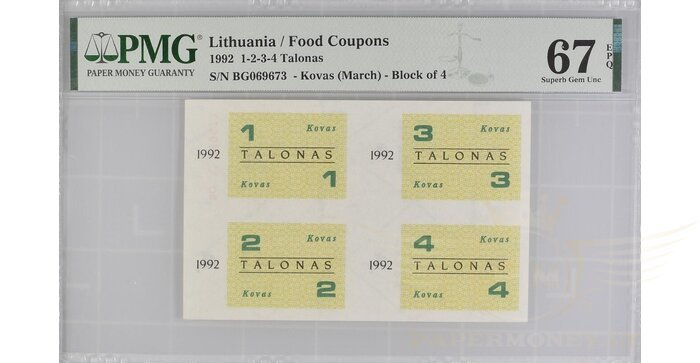 PMG
PAPER MONEY GUARANTY
Lithuania / Food Coupons
1992 1-2-3-4 Talonas
S/N BG069673 - Kovas (March) - Block of 4
67 EPQ
Superb Gem Unc
1992
1 Kovas
TALONAS
Kovas 1
1992
3 Kovas
TALONAS
Kovas 3
1992
2 Kovas
TALONAS
Kovas 2
1992
4 Kovas
TALONAS
Kovas 4